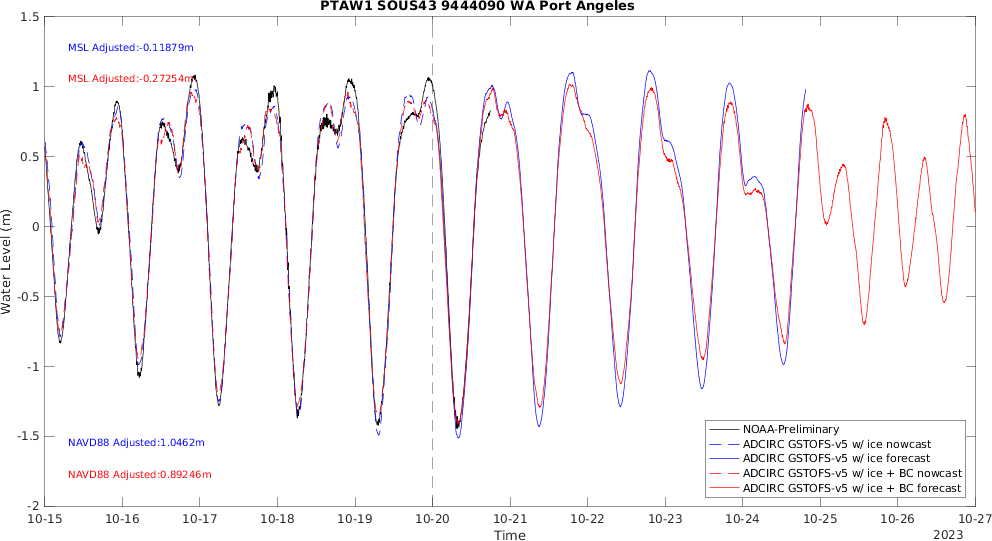 PTAW1 SOUS43 9444090 WA Port Angeles
1.5
1
0.5
0
-0.5
-1
-1.5
-2
Water Level (m)
MSL Adjusted:-0.11879m
MSL Adjusted:-0.27254m
NAVD88 Adjusted:1.0462m
NAVD88 Adjusted:0.89246m
NOAA-Preliminary
ADCIRC GSTOFS-v5 w/ ice nowcast
ADCIRC GSTOFS-v5 w/ ice forecast
ADCIRC GSTOFS-v5 w/ ice + BC nowcast
ADCIRC GSTOFS-v5 w/ ice + BC forecast
10-15 10-16 10-17 10-18 10-19 10-20 10-21 10-22 10-23 10-24 10-25 10-26 10-27
Time
2023